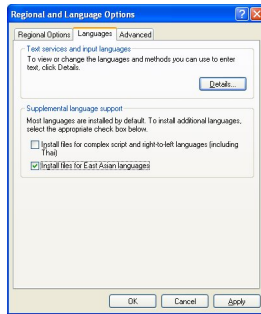 Regional and Language Options
Regional Options Languages Advanced
Text services and input languages
To view or change the languages and methods you can use to enter
text, click Details.
Details...
Supplemental language support
Most languages are installed by default. To install additional languages,
select the appropriate check box below.
Install files for complex script and right-to-left languages (including
Thai)
Install files for East Asian languages
OK Cancel Apply